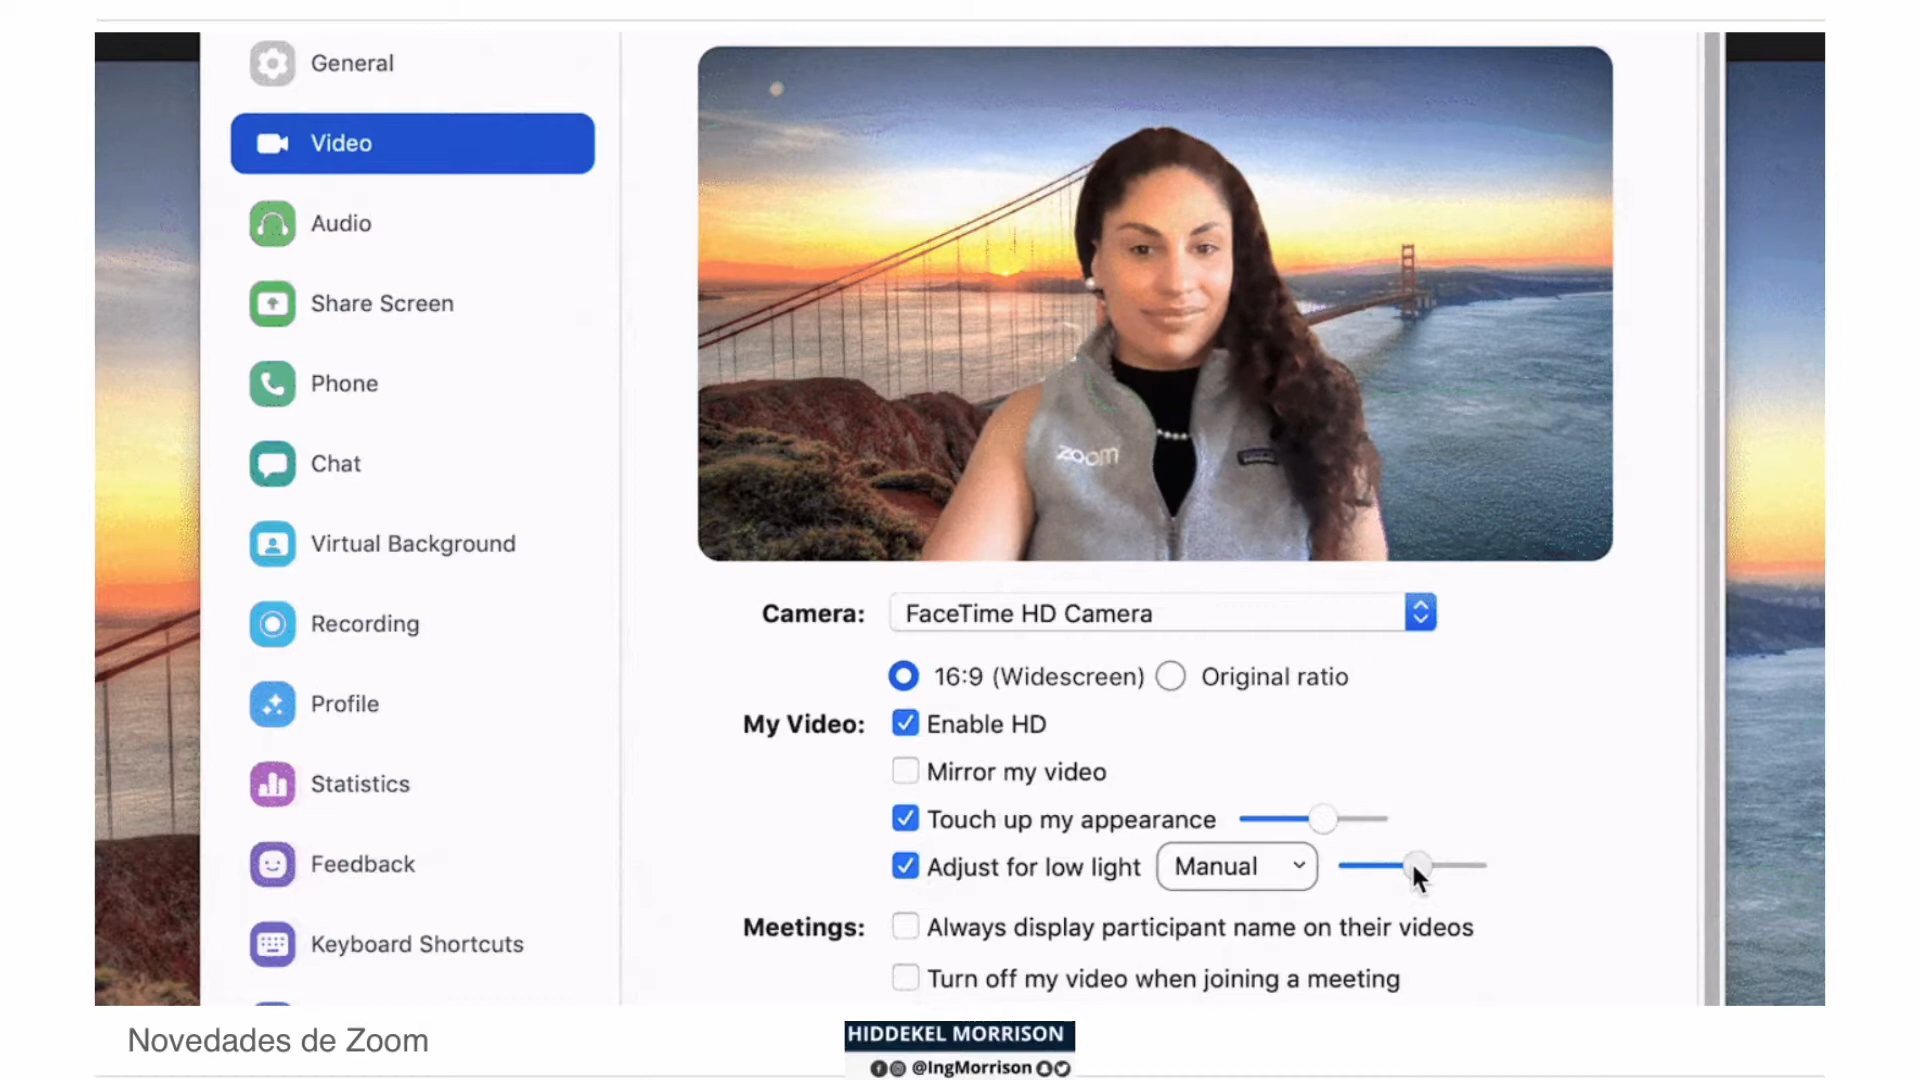 General
Video
Audio
Share Screen
Phone
Chat
Virtual Background
Recording
Profile
Statistics
Feedback
Keyboard Shortcuts
zoom
Camera: FaceTime HD Camera
16:9 (Widescreen) Original ratio
My Video: Enable HD
Mirror my video
Touch up my appearance
Adjust for low light Manual
Meetings: Always display participant name on their videos
Turn off my video when joining a meeting
Novedades de Zoom
HIDDEKEL MORRISON
@IngMorrison